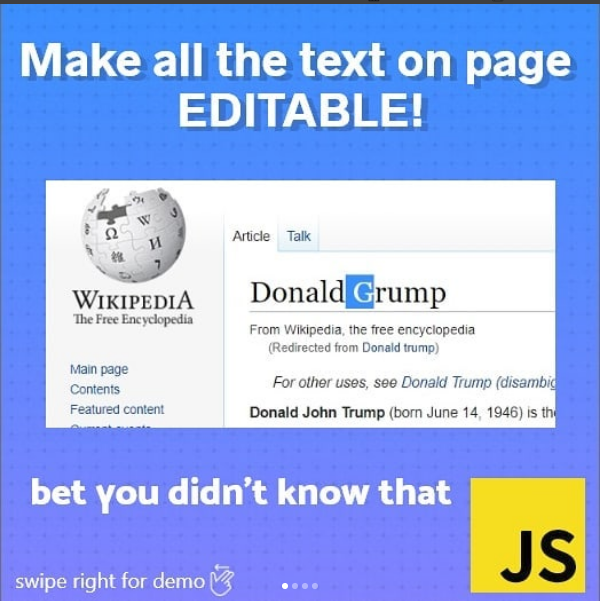 Make all the text on page
EDITABLE!
WIKIPEDIA
The Free Encyclopedia
Main page
Contents
Featured content
Article
Talk
Donald Grump
From Wikipedia, the free encyclopedia
(Redirected from Donald trump)
For other uses, see Donald Trump (disambig
Donald John Trump (born June 14, 1946) is the
bet you didn't know that
JS
swipe right for demo